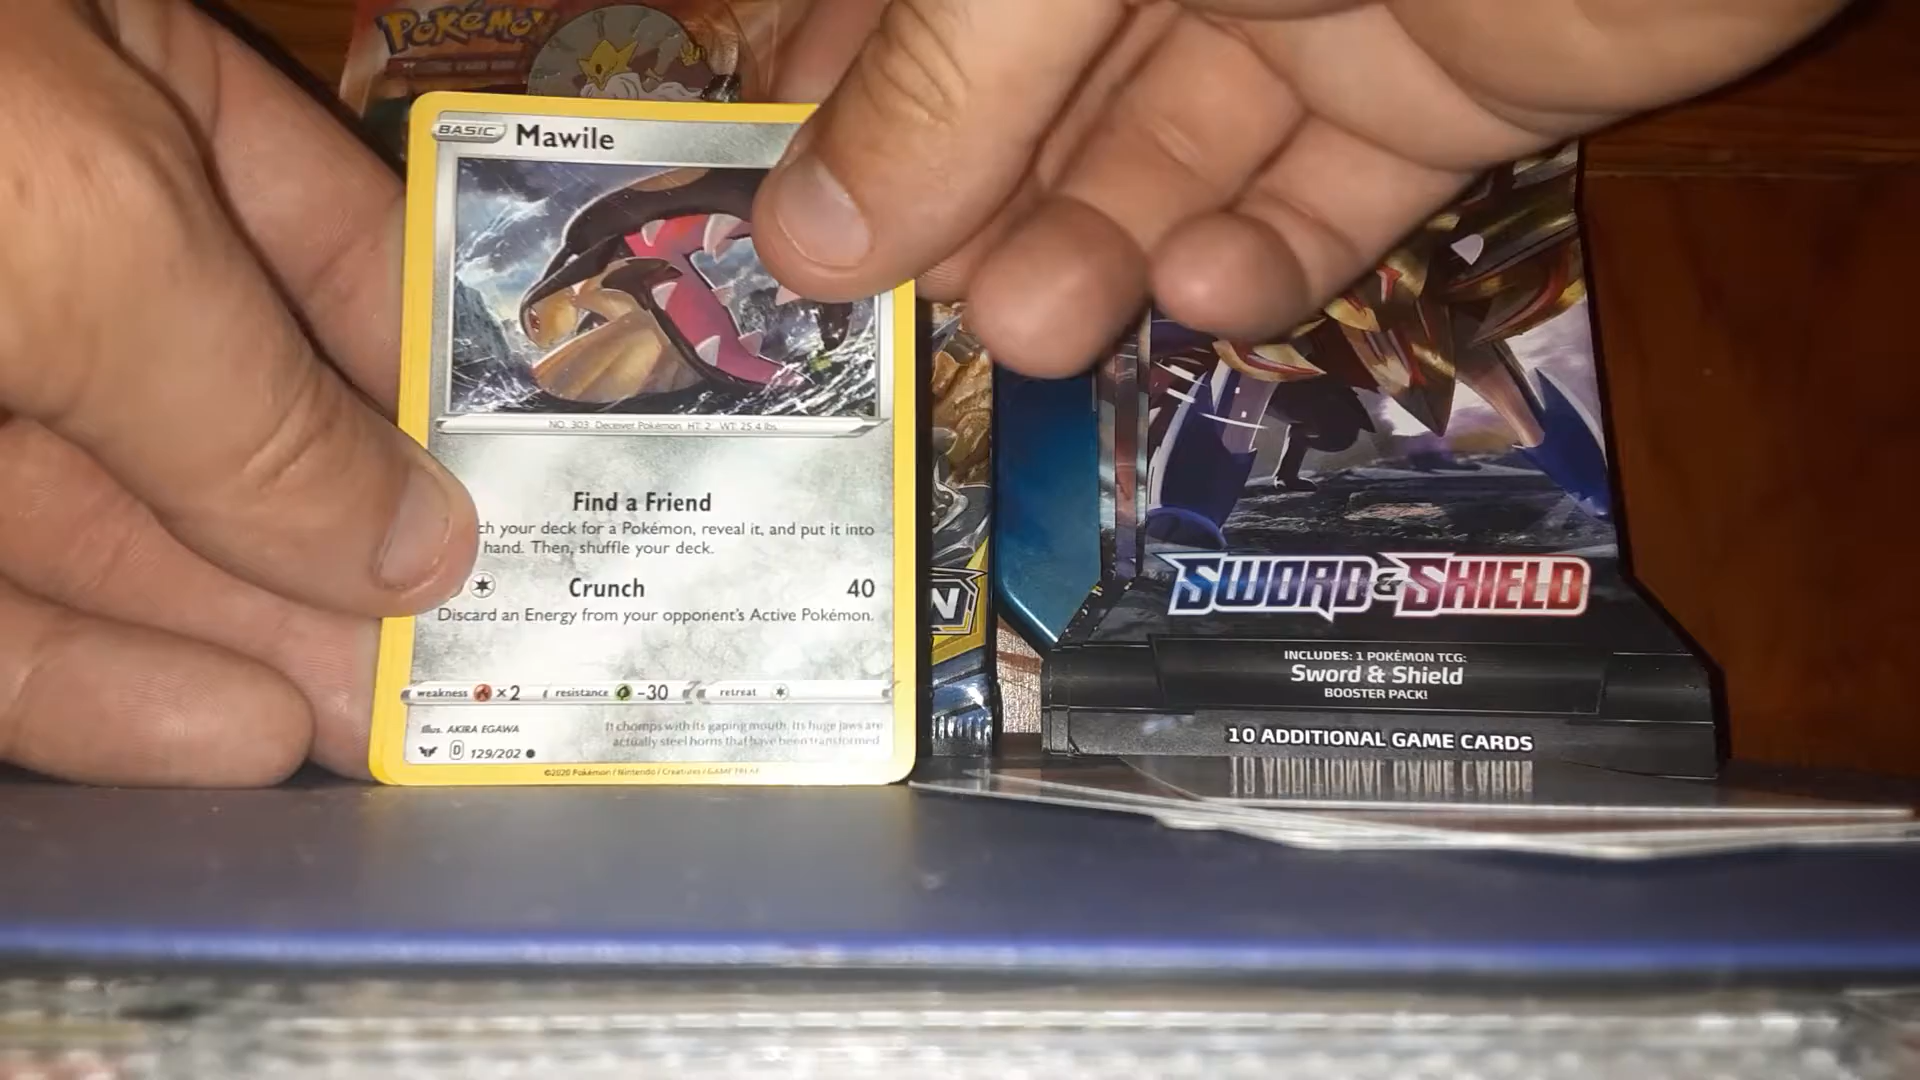 Pokémon
BASIC Mawile
NO. 303 Deceiver Pokémon HT: 2' WT: 25.4 lbs.
Find a Friend
ch your deck for a Pokémon, reveal it, and put it into
hand. Then, shuffle your deck.
Crunch 40
Discard an Energy from your opponent's Active Pokémon.
weakness ×2 resistance -30 retreat
Illus. AKIRA EGAWA
It chomps with its gaping mouth. Its huge jaws are
actually steel horns that have been transformed.
D 129/202
©2020 Pokémon / Nintendo / Creatures / GAME FREAK
N
SWORD & SHIELD
INCLUDES: 1 POKÉMON TCG:
Sword & Shield
BOOSTER PACK!
10 ADDITIONAL GAME CARDS